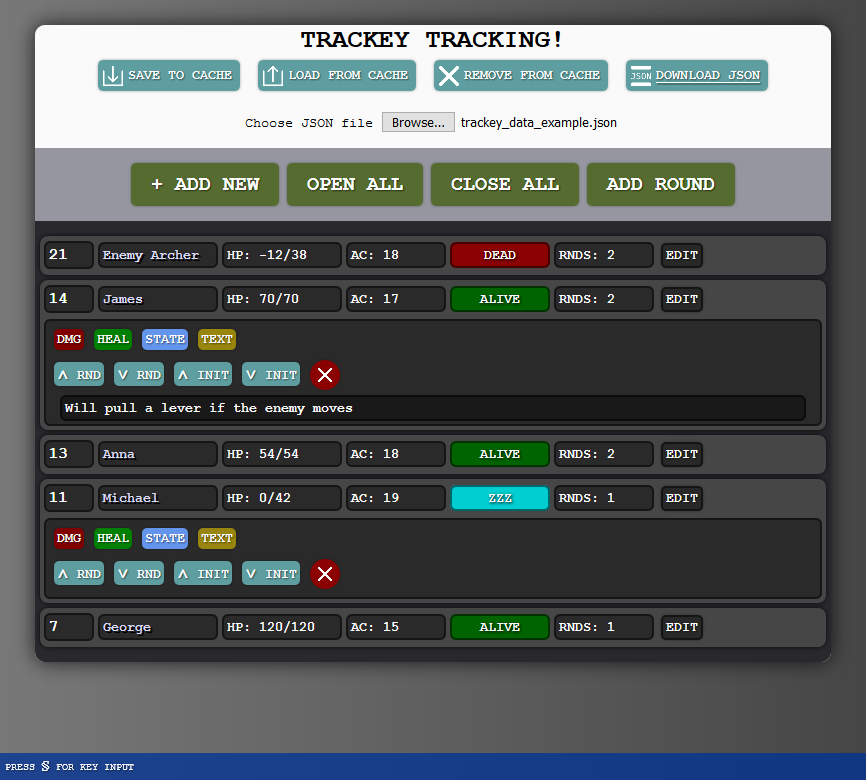 TRACKEY TRACKING!
SAVE TO CACHE LOAD FROM CACHE REMOVE FROM CACHE JSON DOWNLOAD JSON
Choose JSON file Browse... trackey_data_example.json
+ ADD NEW OPEN ALL CLOSE ALL ADD ROUND
21 Enemy Archer HP: -12/38 AC: 18 DEAD RNDS: 2 EDIT
14 James HP: 70/70 AC: 17 ALIVE RNDS: 2 EDIT
DMG HEAL STATE TEXT
Λ RND V RND Λ INIT V INIT X
Will pull a lever if the enemy moves
13 Anna HP: 54/54 AC: 18 ALIVE RNDS: 2 EDIT
11 Michael HP: 0/42 AC: 19 ZZZ RNDS: 1 EDIT
DMG HEAL STATE TEXT
Λ RND V RND Λ INIT V INIT X
7 George HP: 120/120 AC: 15 ALIVE RNDS: 1 EDIT
PRESS S FOR KEY INPUT